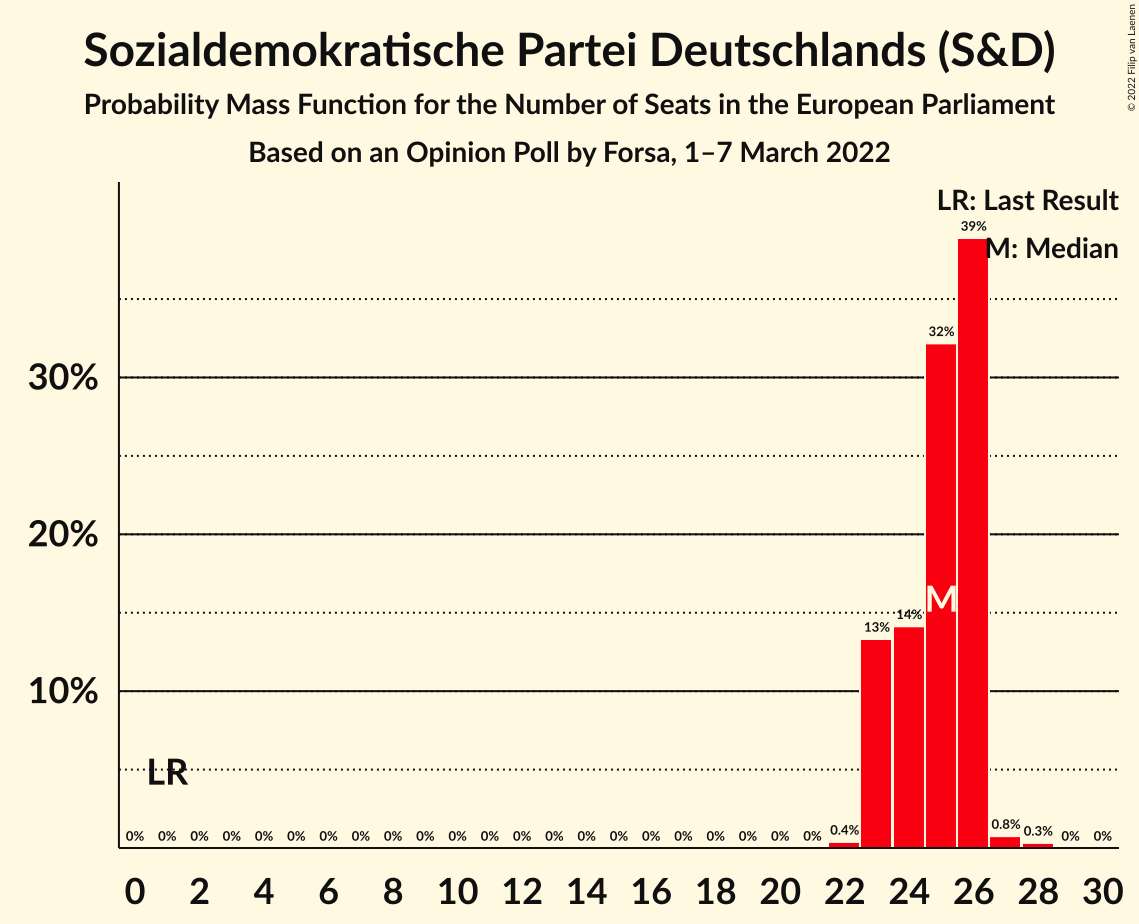 Sozialdemokratische Partei Deutschlands (S&D)
Probability Mass Function for the Number of Seats in the European Parliament
Based on an Opinion Poll by Forsa, 1–7 March 2022
© 2022 Filip van Laenen
LR: Last Result
M: Median
39%
32%
30%
20%
M
14%
13%
10%
LR
0% 0% 0% 0% 0% 0% 0% 0% 0% 0% 0% 0% 0% 0% 0% 0% 0% 0% 0% 0% 0% 0% 0.4% 0.8% 0.3% 0% 0%
0 2 4 6 8 10 12 14 16 18 20 22 24 26 28 30